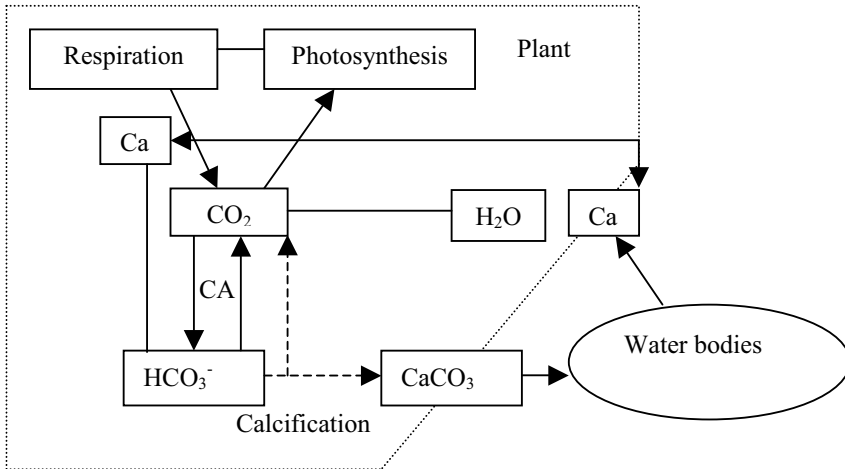 Respiration
Photosynthesis
Plant
Ca
CO₂
H₂O
Ca
CA
Water bodies
HCO₃⁻
CaCO₃
Calcification